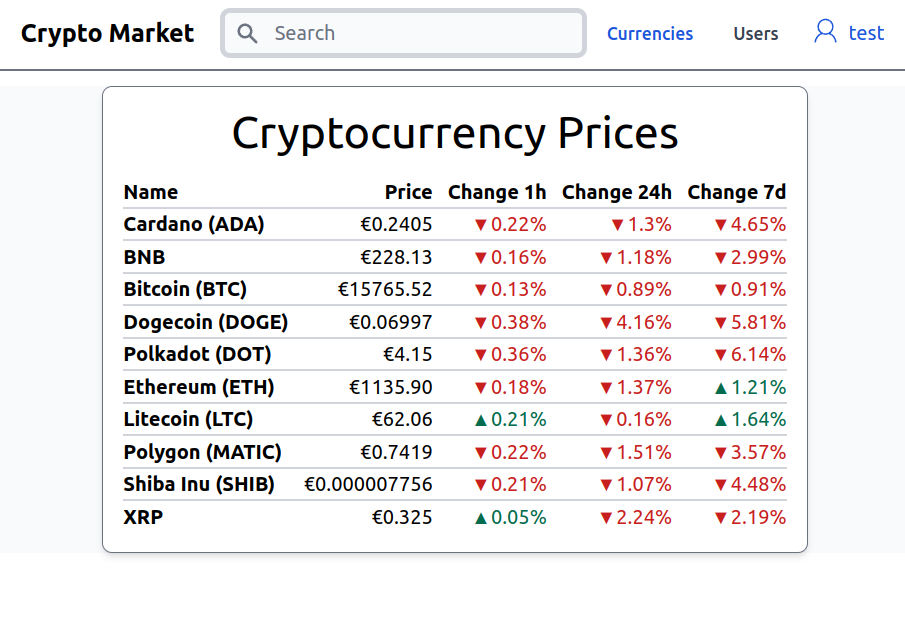 Crypto Market Search Currencies Users test
Cryptocurrency Prices
Name Price Change 1h Change 24h Change 7d
Cardano (ADA) €0.2405 ▼0.22% ▼1.3% ▼4.65%
BNB €228.13 ▼0.16% ▼1.18% ▼2.99%
Bitcoin (BTC) €15765.52 ▼0.13% ▼0.89% ▼0.91%
Dogecoin (DOGE) €0.06997 ▼0.38% ▼4.16% ▼5.81%
Polkadot (DOT) €4.15 ▼0.36% ▼1.36% ▼6.14%
Ethereum (ETH) €1135.90 ▼0.18% ▼1.37% ▲1.21%
Litecoin (LTC) €62.06 ▲0.21% ▼0.16% ▲1.64%
Polygon (MATIC) €0.7419 ▼0.22% ▼1.51% ▼3.57%
Shiba Inu (SHIB) €0.000007756 ▼0.21% ▼1.07% ▼4.48%
XRP €0.325 ▲0.05% ▼2.24% ▼2.19%